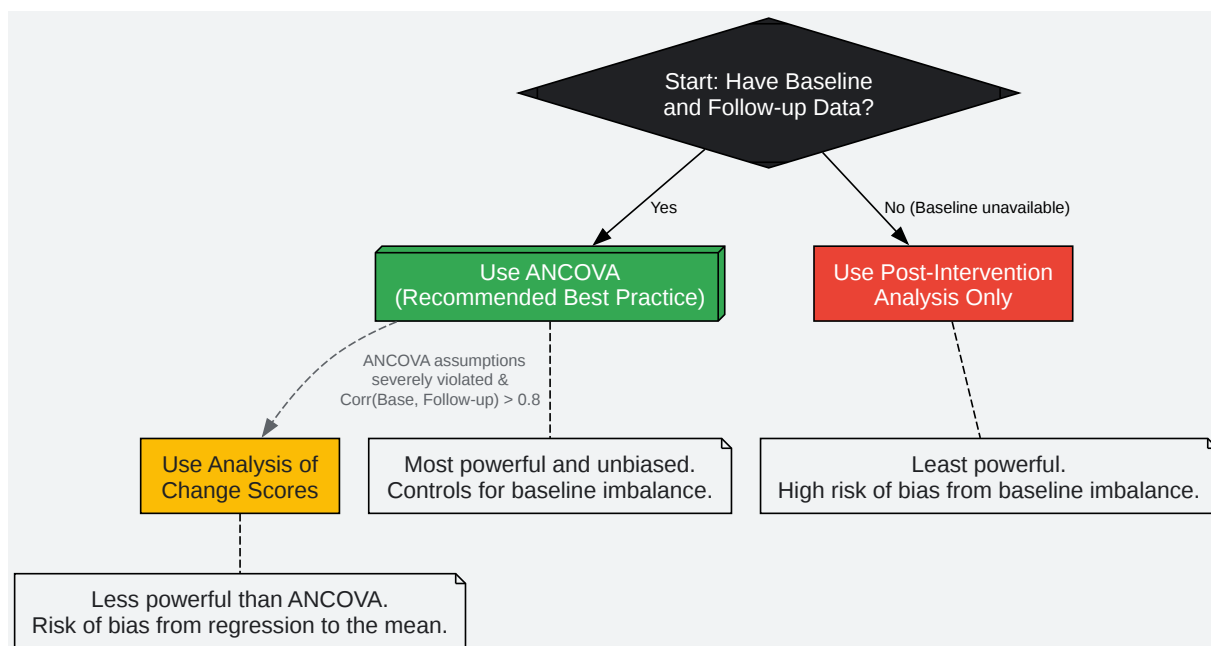 Start: Have Baseline
and Follow-up Data?
Yes
No (Baseline unavailable)
Use ANCOVA
(Recommended Best Practice)
Use Post-Intervention
Analysis Only
ANCOVA assumptions
severely violated &
Corr(Base, Follow-up) > 0.8
Use Analysis of
Change Scores
Most powerful and unbiased.
Controls for baseline imbalance.
Least powerful.
High risk of bias from baseline imbalance.
Less powerful than ANCOVA.
Risk of bias from regression to the mean.